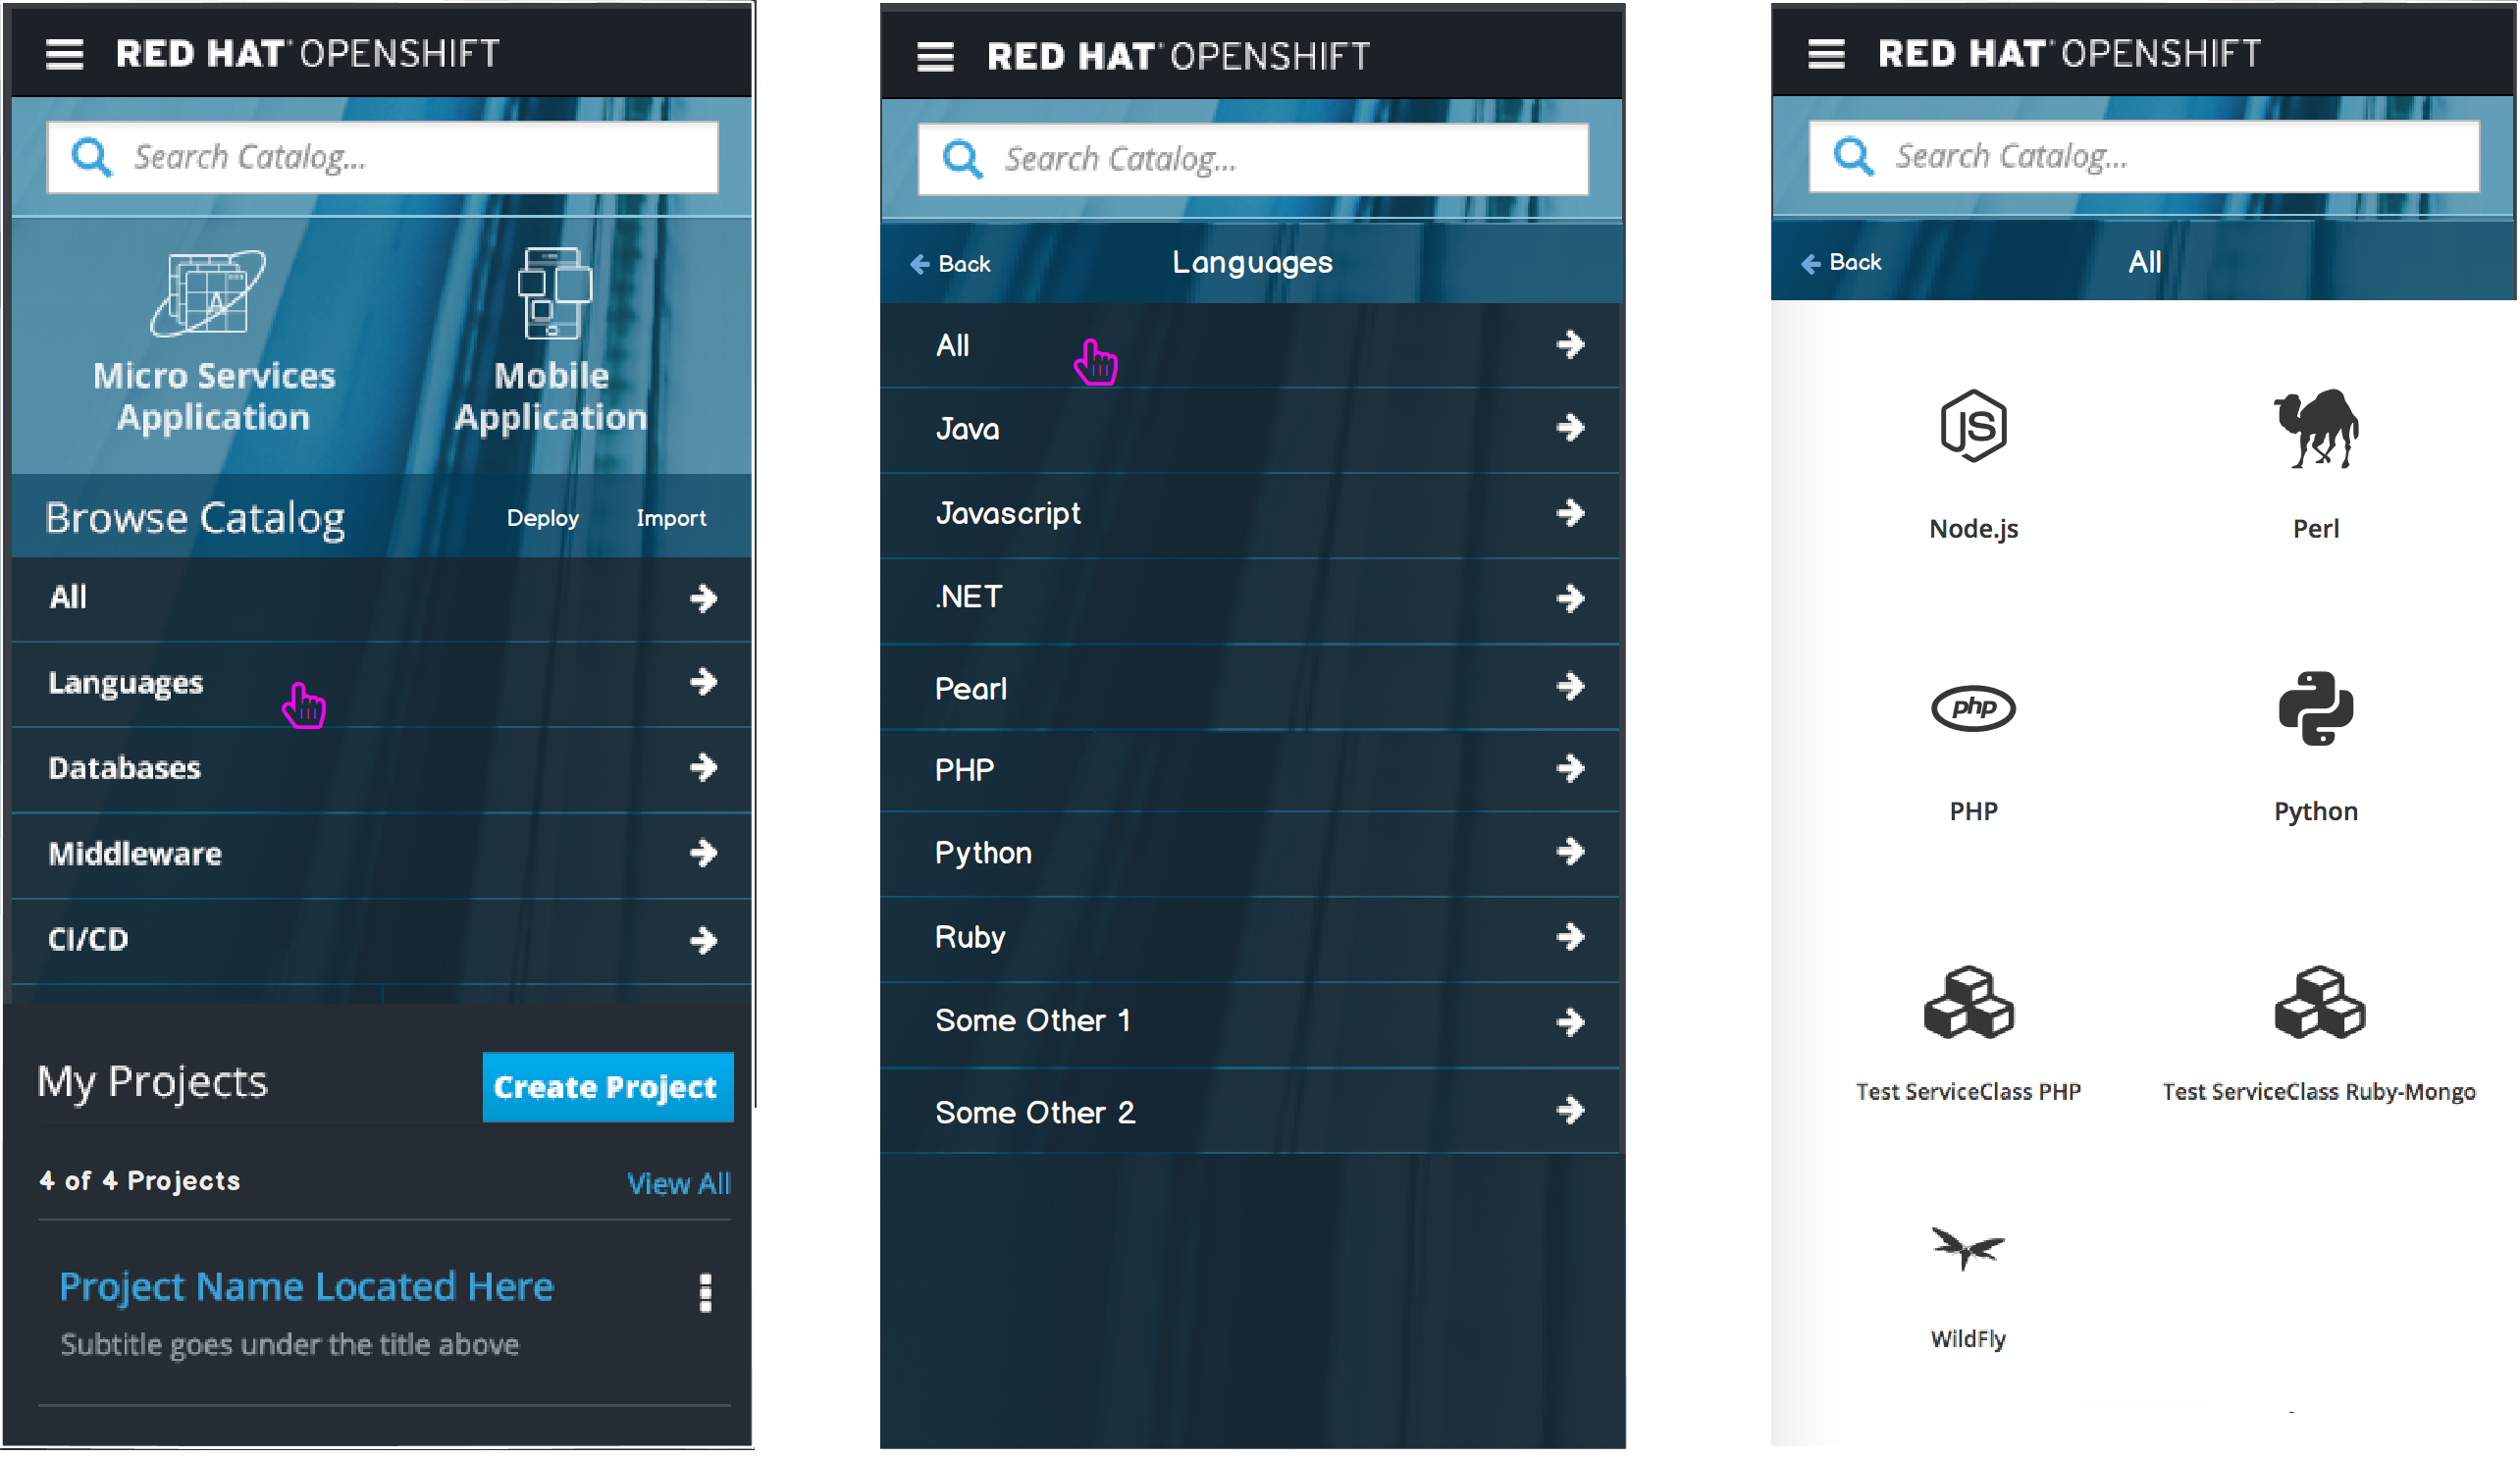 RED HAT OPENSHIFT
Search Catalog...
Micro Services
Application
Mobile
Application
Browse Catalog
Deploy
Import
All
Languages
Databases
Middleware
CI/CD
My Projects
Create Project
4 of 4 Projects
View All
Project Name Located Here
Subtitle goes under the title above
RED HAT OPENSHIFT
Search Catalog...
Back
Languages
All
Java
Javascript
.NET
Pearl
PHP
Python
Ruby
Some Other 1
Some Other 2
RED HAT OPENSHIFT
Search Catalog...
Back
All
JS
Node.js
Perl
php
PHP
Python
Test ServiceClass PHP
Test ServiceClass Ruby-Mongo
WildFly